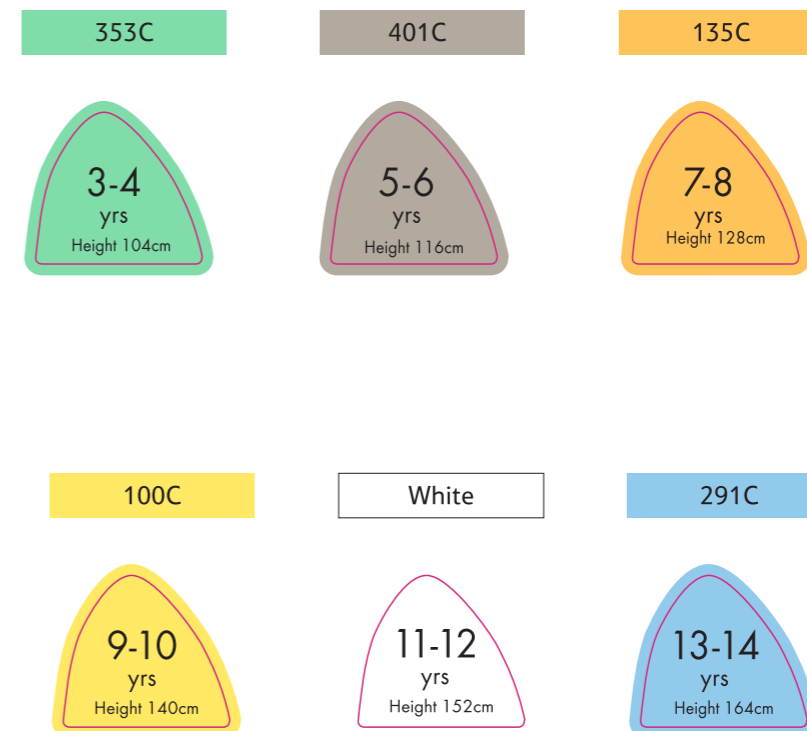 353C
401C
135C
3-4
yrs
Height 104cm
5-6
yrs
Height 116cm
7-8
yrs
Height 128cm
100C
White
291C
9-10
yrs
Height 140cm
11-12
yrs
Height 152cm
13-14
yrs
Height 164cm